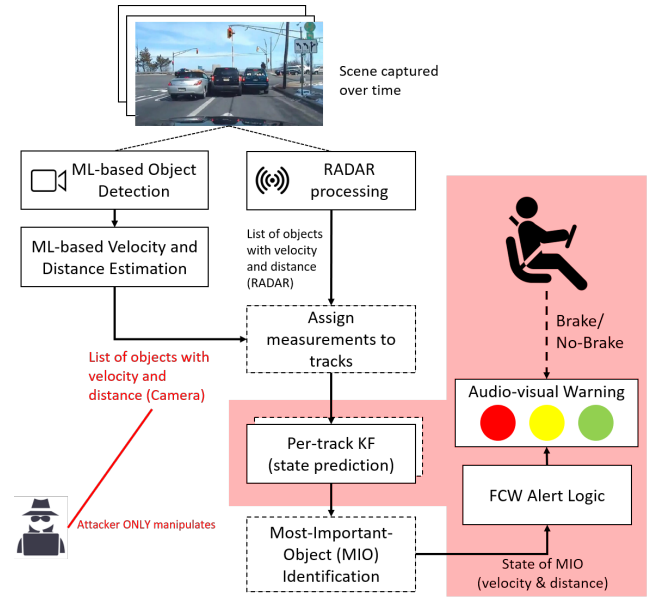 Scene captured
over time
ML-based Object
Detection
RADAR
processing
ML-based Velocity and
Distance Estimation
List of objects
with velocity
and distance
(RADAR)
Assign
measurements to
tracks
List of objects with
velocity and
distance (Camera)
Attacker ONLY manipulates
Per-track KF
(state prediction)
Most-Important-
Object (MIO)
Identification
Brake/
No-Brake
Audio-visual Warning
FCW Alert Logic
State of MIO
(velocity & distance)